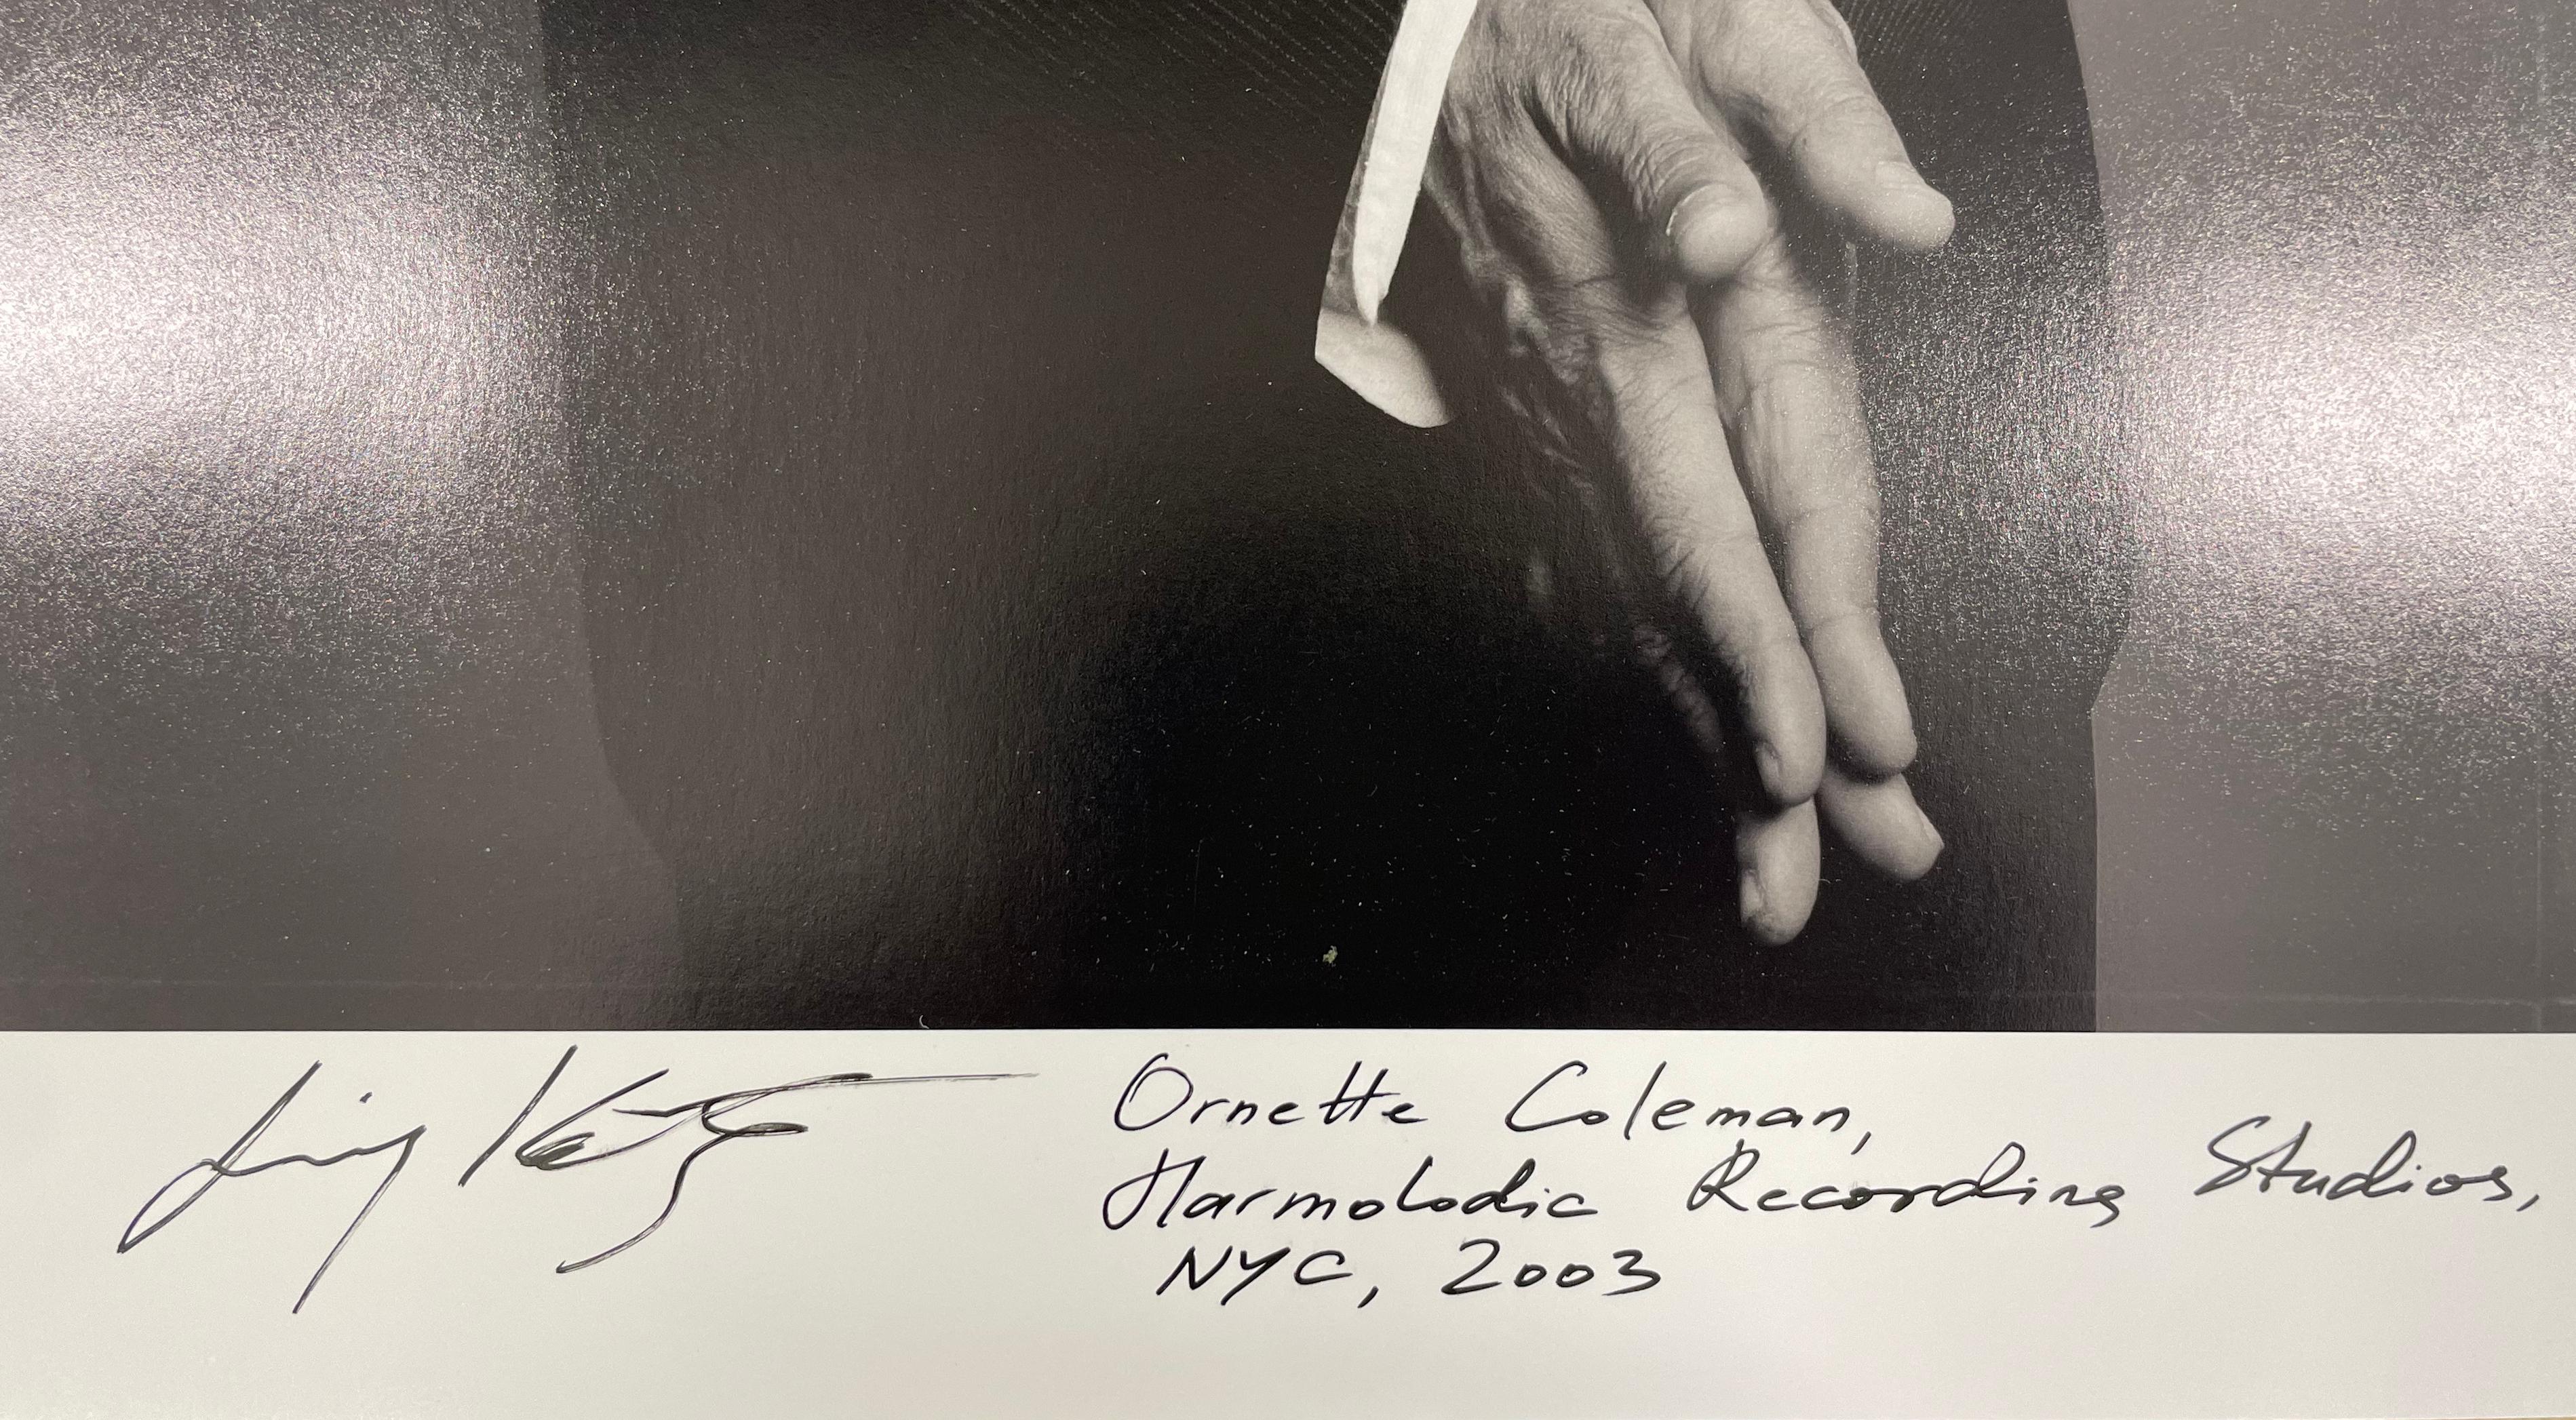 Ornette Coleman,
Harmolodic Recording Studios,
NYC, 2003